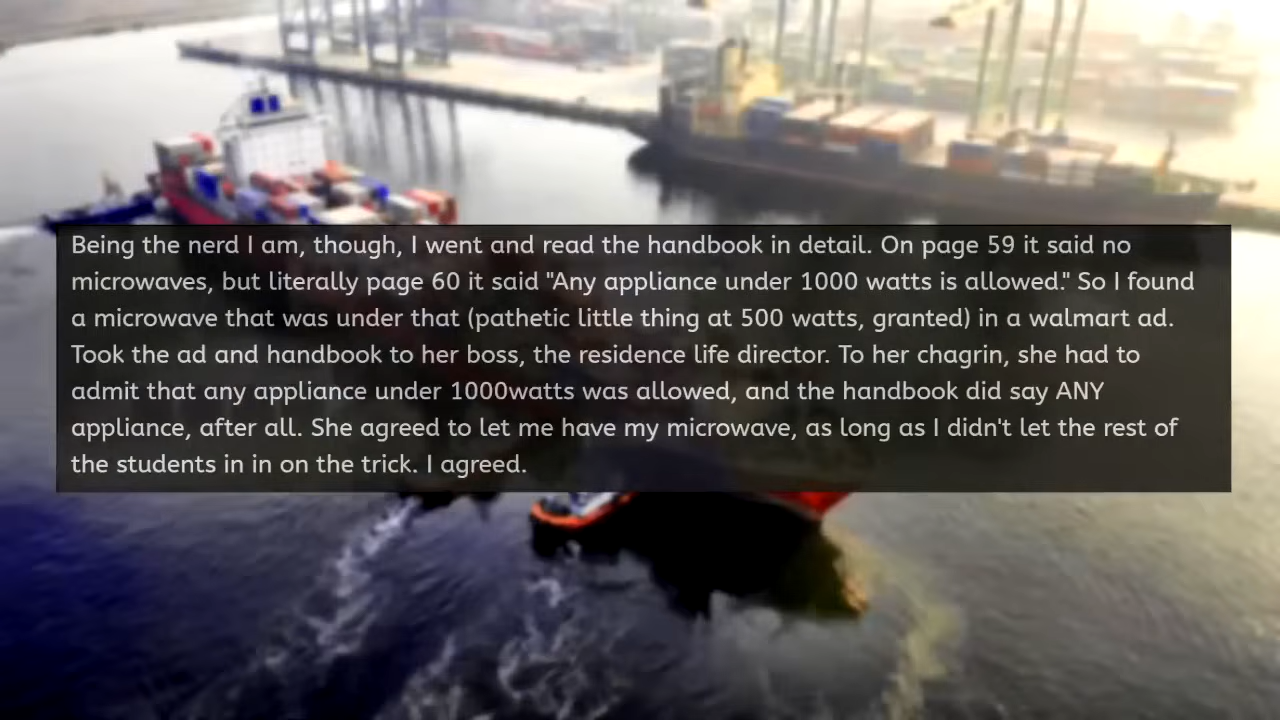 Being the nerd I am, though, I went and read the handbook in detail. On page 59 it said no
microwaves, but literally page 60 it said "Any appliance under 1000 watts is allowed." So I found
a microwave that was under that (pathetic little thing at 500 watts, granted) in a walmart ad.
Took the ad and handbook to her boss, the residence life director. To her chagrin, she had to
admit that any appliance under 1000watts was allowed, and the handbook did say ANY
appliance, after all. She agreed to let me have my microwave, as long as I didn't let the rest of
the students in in on the trick. I agreed.